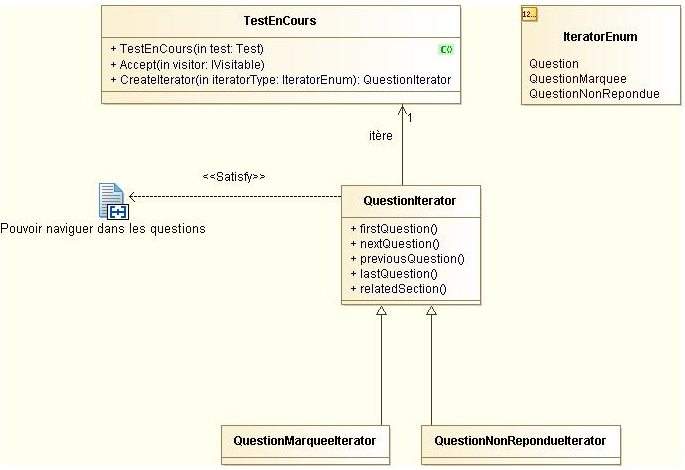 TestEnCours
+ TestEnCours(in test: Test)
C()
+ Accept(in visitor: IVisitable)
+ CreateIterator(in iteratorType: IteratorEnum): QuestionIterator
12...
IteratorEnum
Question
QuestionMarquee
QuestionNonRepondue
1
itère
<<Satisfy>>
Pouvoir naviguer dans les questions
QuestionIterator
+ firstQuestion()
+ nextQuestion()
+ previousQuestion()
+ lastQuestion()
+ relatedSection()
QuestionMarqueeIterator
QuestionNonRepondueIterator